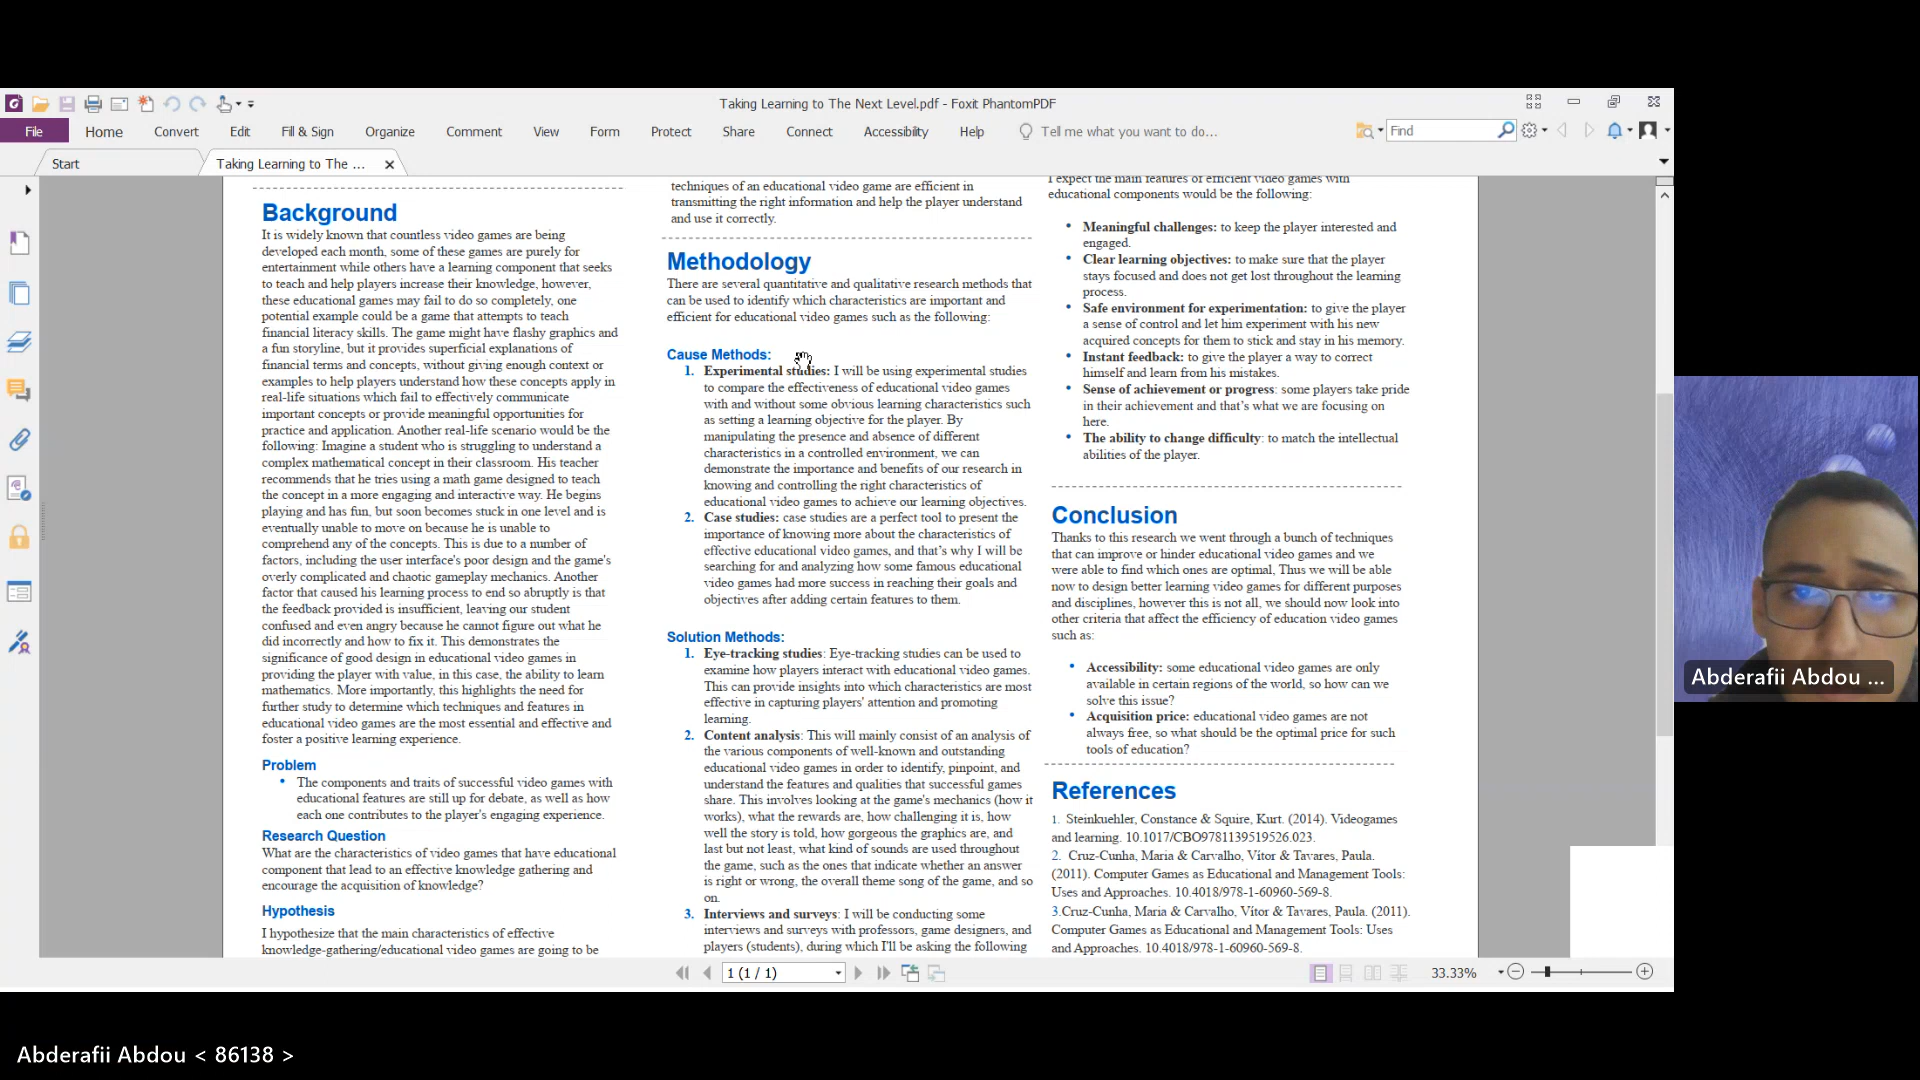 Taking Learning to The Next Level.pdf - Foxit PhantomPDF
File Home Convert Edit Fill & Sign Organize Comment View Form Protect Share Connect Accessibility Help Tell me what you want to do... Find
Start Taking Learning to The ...
Background
It is widely known that countless video games are being
developed each month, some of these games are purely for
entertainment while others have a learning component that seeks
to teach and help players increase their knowledge, however,
these educational games may fail to do so completely, one
potential example could be a game that attempts to teach
financial literacy skills. The game might have flashy graphics and
a fun storyline, but it provides superficial explanations of
financial terms and concepts, without giving enough context or
examples to help players understand how these concepts apply in
real-life situations which fail to effectively communicate
important concepts or provide meaningful opportunities for
practice and application. Another real-life scenario would be the
following: Imagine a student who is struggling to understand a
complex mathematical concept in their classroom. His teacher
recommends that he tries using a math game designed to teach
the concept in a more engaging and interactive way. He begins
playing and has fun, but soon becomes stuck in one level and is
eventually unable to move on because he is unable to
comprehend any of the concepts. This is due to a number of
factors, including the user interface's poor design and the game's
overly complicated and chaotic gameplay mechanics. Another
factor that caused his learning process to end so abruptly is that
the feedback provided is insufficient, leaving our student
confused and even angry because he cannot figure out what he
did incorrectly and how to fix it. This demonstrates the
significance of good design in educational video games in
providing the player with value, in this case, the ability to learn
mathematics. More importantly, this highlights the need for
further study to determine which techniques and features in
educational video games are the most essential and effective and
foster a positive learning experience.
Problem
• The components and traits of successful video games with
educational features are still up for debate, as well as how
each one contributes to the player's engaging experience.
Research Question
What are the characteristics of video games that have educational
component that lead to an effective knowledge gathering and
encourage the acquisition of knowledge?
Hypothesis
I hypothesize that the main characteristics of effective
knowledge-gathering/educational video games are going to be
techniques of an educational video game are efficient in
transmitting the right information and help the player understand
and use it correctly.
Methodology
There are several quantitative and qualitative research methods that
can be used to identify which characteristics are important and
efficient for educational video games such as the following:
Cause Methods:
1. Experimental studies: I will be using experimental studies
to compare the effectiveness of educational video games
with and without some obvious learning characteristics such
as setting a learning objective for the player. By
manipulating the presence and absence of different
characteristics in a controlled environment, we can
demonstrate the importance and benefits of our research in
knowing and controlling the right characteristics of
educational video games to achieve our learning objectives.
2. Case studies: case studies are a perfect tool to present the
importance of knowing more about the characteristics of
effective educational video games, and that's why I will be
searching for and analyzing how some famous educational
video games had more success in reaching their goals and
objectives after adding certain features to them.
Solution Methods:
1. Eye-tracking studies: Eye-tracking studies can be used to
examine how players interact with educational video games.
This can provide insights into which characteristics are most
effective in capturing players' attention and promoting
learning.
2. Content analysis: This will mainly consist of an analysis of
the various components of well-known and outstanding
educational video games in order to identify, pinpoint, and
understand the features and qualities that successful games
share. This involves looking at the game's mechanics (how it
works), what the rewards are, how challenging it is, how
well the story is told, how gorgeous the graphics are, and
last but not least, what kind of sounds are used throughout
the game, such as the ones that indicate whether an answer
is right or wrong, the overall theme song of the game, and so
on.
3. Interviews and surveys: I will be conducting some
interviews and surveys with professors, game designers, and
players (students), during which I'll be asking the following
I expect the main features of efficient video games with
educational components would be the following:
• Meaningful challenges: to keep the player interested and
engaged.
• Clear learning objectives: to make sure that the player
stays focused and does not get lost throughout the learning
process.
• Safe environment for experimentation: to give the player
a sense of control and let him experiment with his new
acquired concepts for them to stick and stay in his memory.
• Instant feedback: to give the player a way to correct
himself and learn from his mistakes.
• Sense of achievement or progress: some players take pride
in their achievement and that's what we are focusing on
here.
• The ability to change difficulty: to match the intellectual
abilities of the player.
Conclusion
Thanks to this research we went through a bunch of techniques
that can improve or hinder educational video games and we
were able to find which ones are optimal, Thus we will be able
now to design better learning video games for different purposes
and disciplines, however this is not all, we should now look into
other criteria that affect the efficiency of education video games
such as:
• Accessibility: some educational video games are only
available in certain regions of the world, so how can we
solve this issue?
• Acquisition price: educational video games are not
always free, so what should be the optimal price for such
tools of education?
References
1. Steinkuehler, Constance & Squire, Kurt. (2014). Videogames
and learning. 10.1017/CBO9781139519526.023.
2. Cruz-Cunha, Maria & Carvalho, Vítor & Tavares, Paula.
(2011). Computer Games as Educational and Management Tools:
Uses and Approaches. 10.4018/978-1-60960-569-8.
3.Cruz-Cunha, Maria & Carvalho, Vítor & Tavares, Paula. (2011).
Computer Games as Educational and Management Tools: Uses
and Approaches. 10.4018/978-1-60960-569-8.
1 (1 / 1)
33.33%
Abderafii Abdou ...
Abderafii Abdou < 86138 >